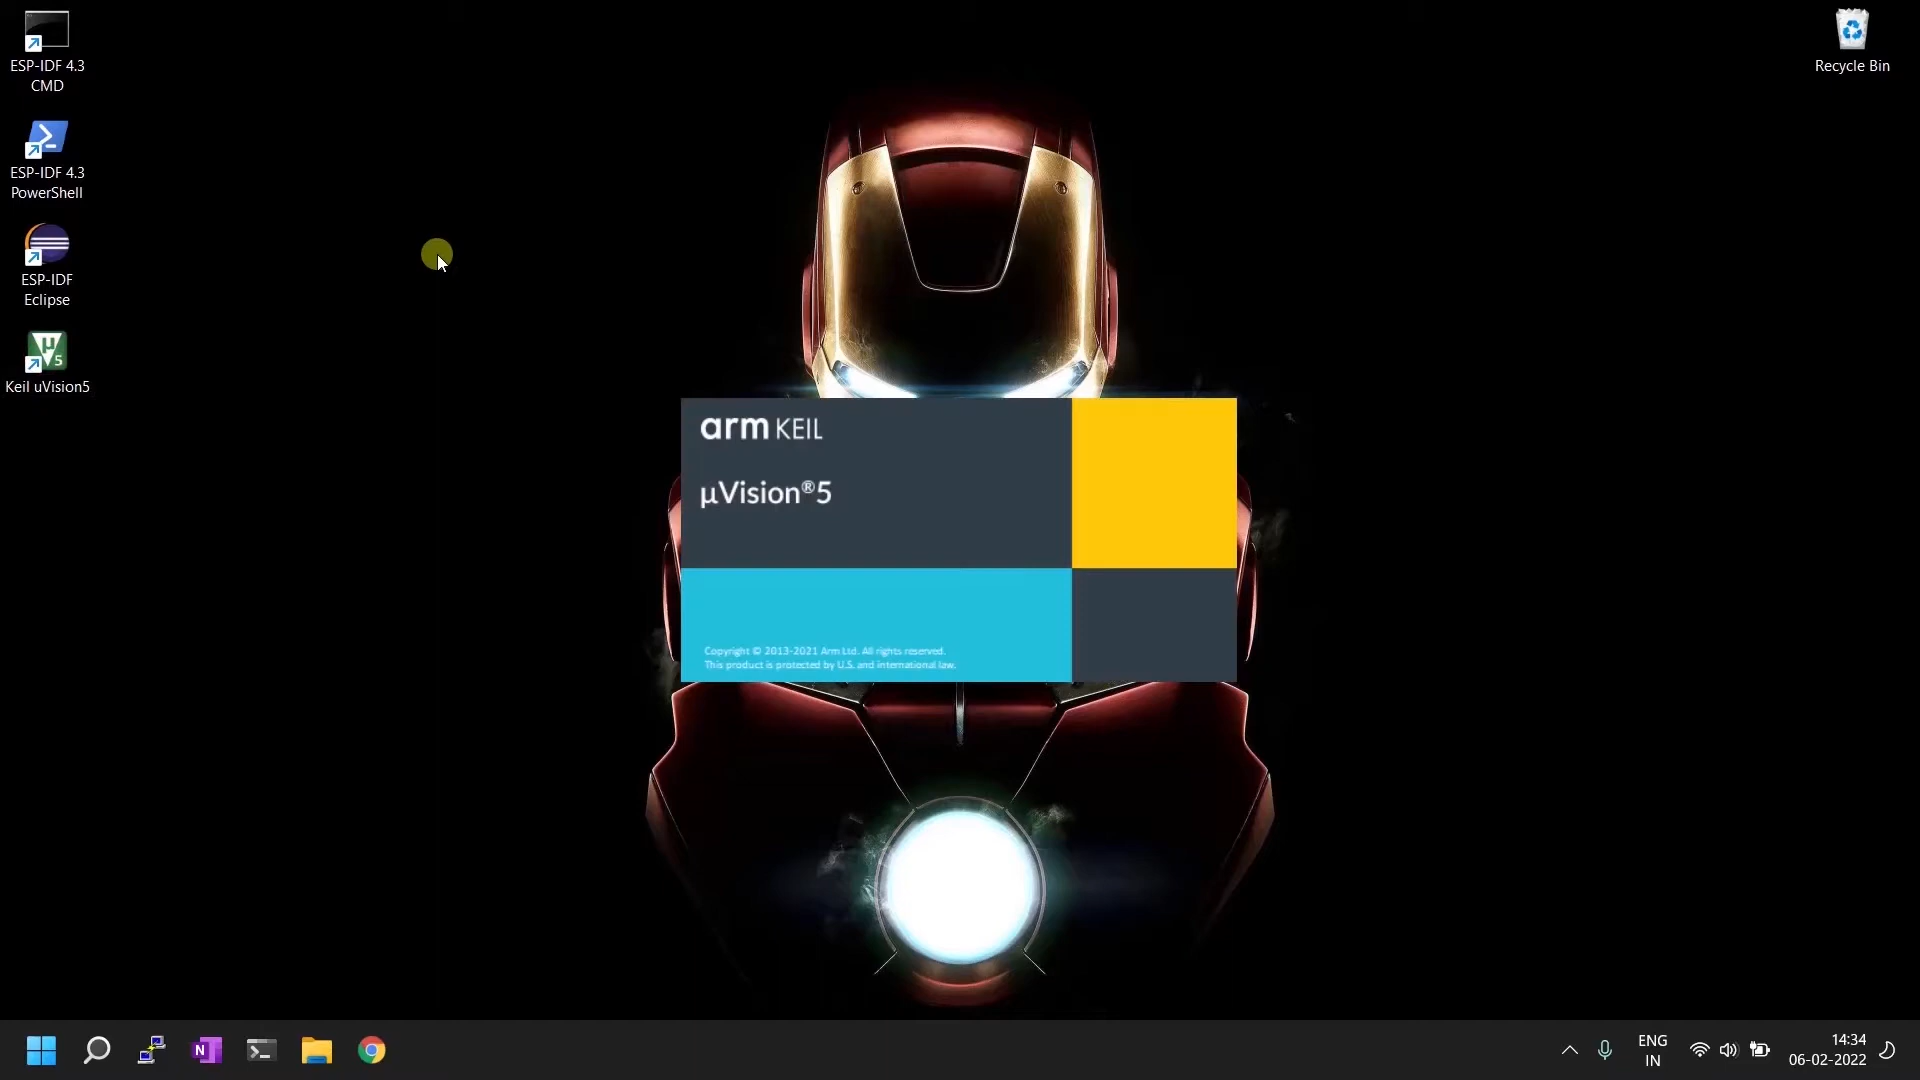 ESP-IDF 4.3
CMD
ESP-IDF 4.3
PowerShell
ESP-IDF
Eclipse
µ
5
Keil uVision5
Recycle Bin
arm KEIL
µVision®5
Copyright © 2013-2021 Arm Ltd. All rights reserved.
This product is protected by U.S. and international law.
N
ENG
IN
14:34
06-02-2022